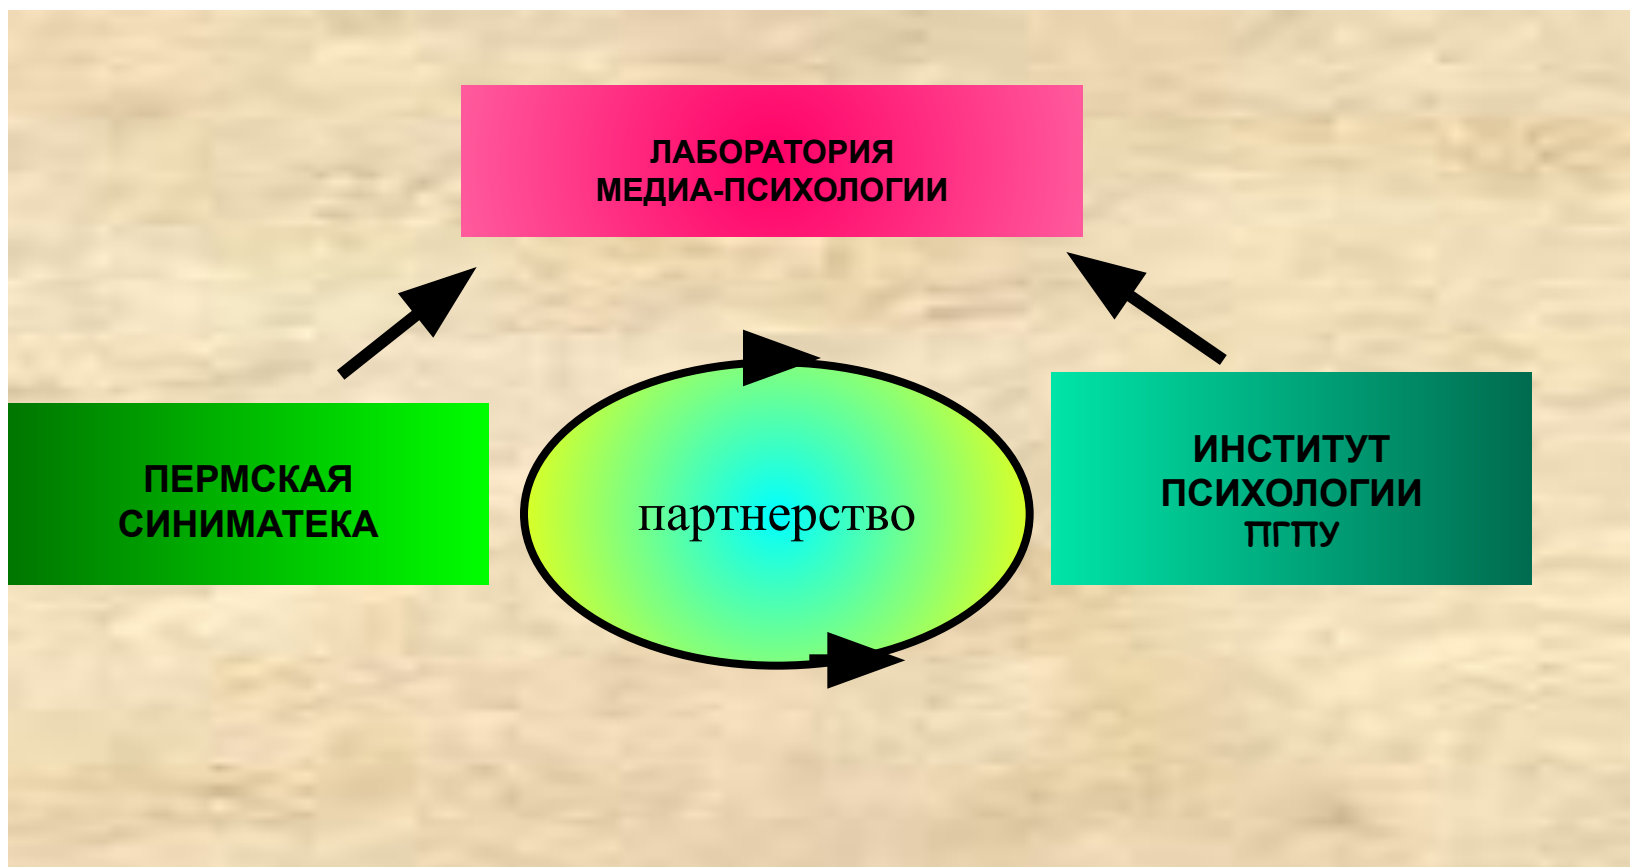 ЛАБОРАТОРИЯ
МЕДИА-ПСИХОЛОГИИ
ПЕРМСКАЯ
СИНИМАТЕКА
партнерство
ИНСТИТУТ
ПСИХОЛОГИИ
ПГПУ